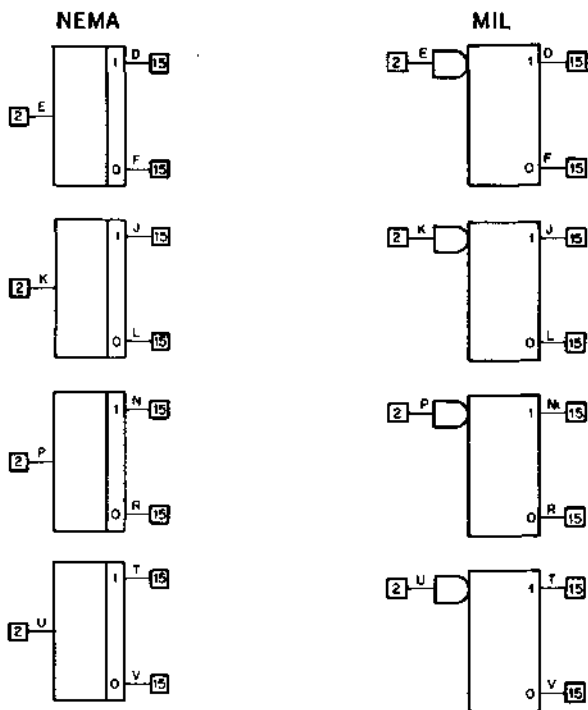 NEMA
MIL
1 D 15
2 E
0 F 15
1 J 15
2 K
0 L 15
1 N 15
2 P
0 R 15
1 T 15
2 U
0 V 15
2 E 1 D 15
0 F 15
2 K 1 J 15
0 L 15
2 P 1 N 15
0 R 15
2 U 1 T 15
0 V 15